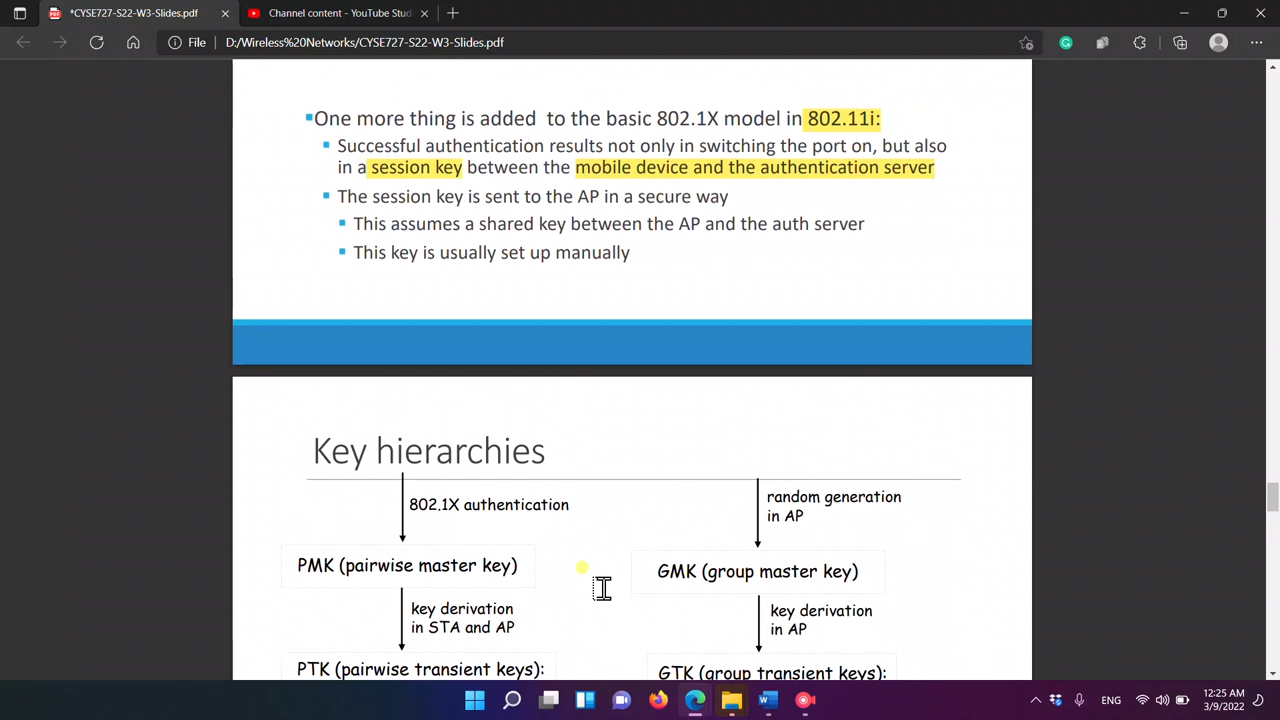 *CYSE727-S22-W3-Slides.pdf
Channel content - YouTube Stud
File
D:/Wireless%20Networks/CYSE727-S22-W3-Slides.pdf
One more thing is added to the basic 802.1X model in 802.11i:
Successful authentication results not only in switching the port on, but also
in a session key between the mobile device and the authentication server
The session key is sent to the AP in a secure way
This assumes a shared key between the AP and the auth server
This key is usually set up manually
Key hierarchies
802.1X authentication
random generation
in AP
PMK (pairwise master key)
GMK (group master key)
key derivation
in STA and AP
key derivation
in AP
PTK (pairwise transient keys):
GTK (group transient keys):
ENG
12:25 AM
3/9/2022